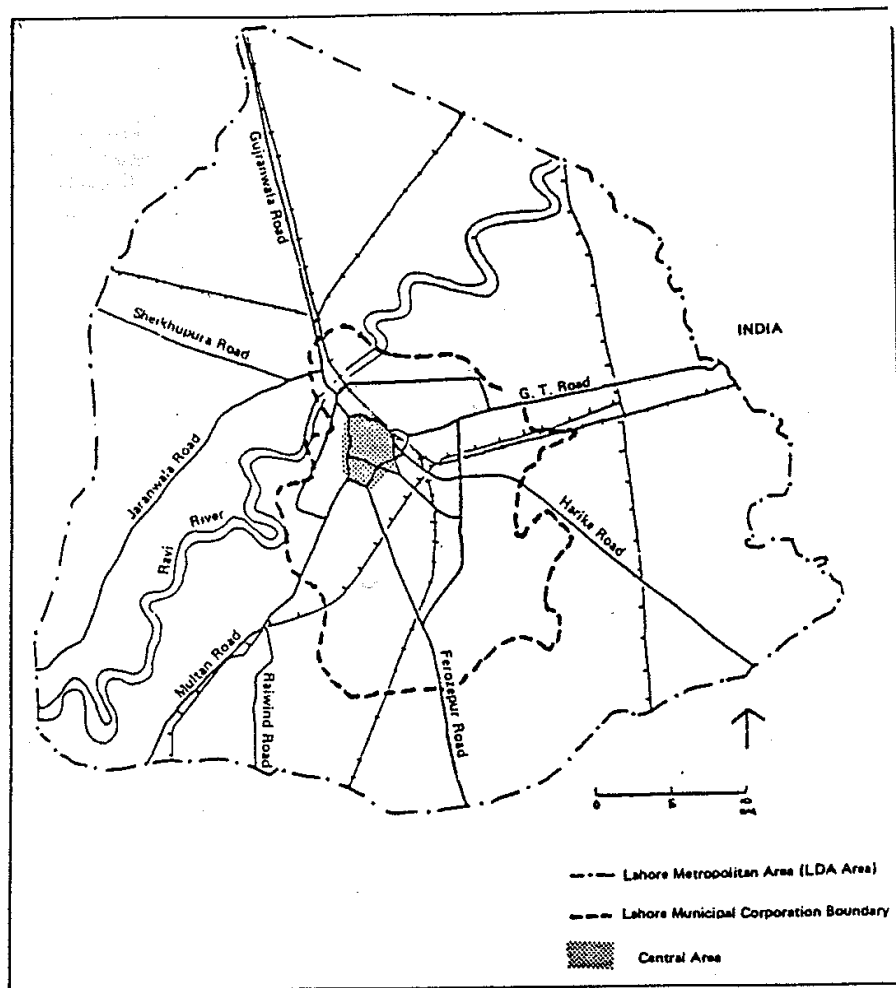 Gujranwala Road
Sheikhupura Road
INDIA
G. T. Road
Jaranwala Road
Ravi River
Harike Road
Multan Road
Raiwind Road
Ferozepur Road
0 5
Lahore Metropolitan Area (LDA Area)
Lahore Municipal Corporation Boundary
Central Area